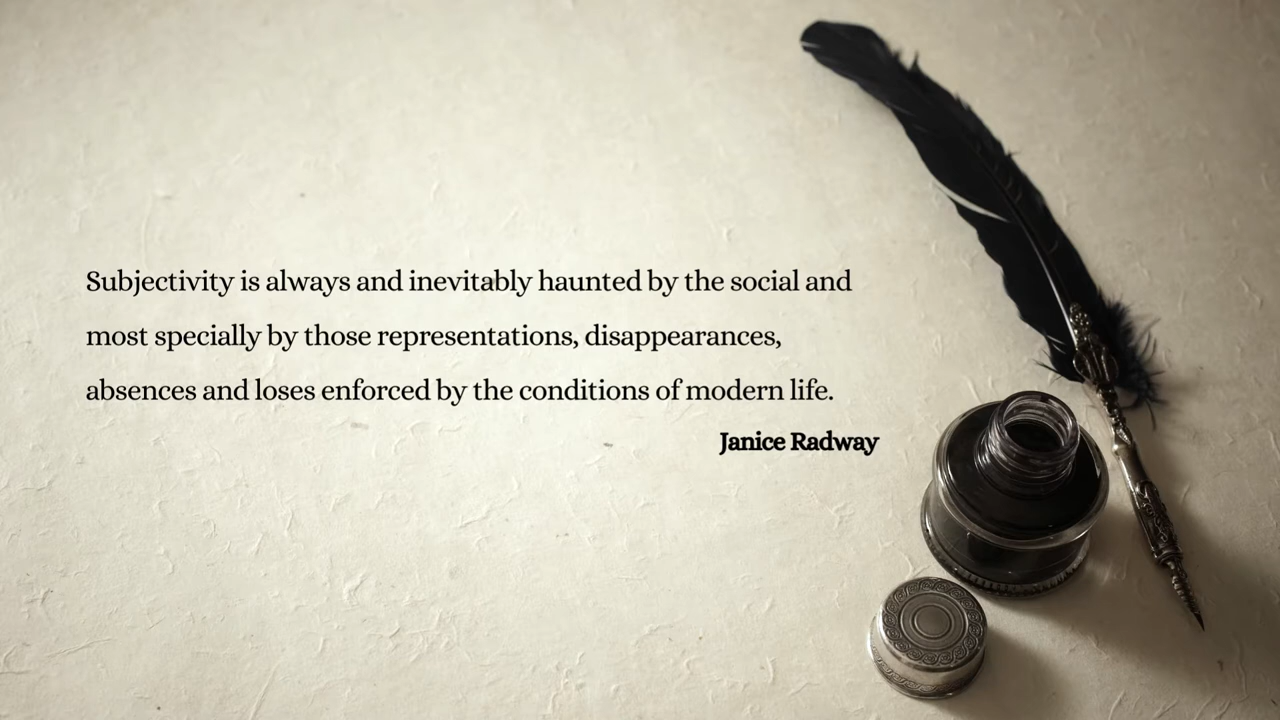 Subjectivity is always and inevitably haunted by the social and
most specially by those representations, disappearances,
absences and loses enforced by the conditions of modern life.
Janice Radway